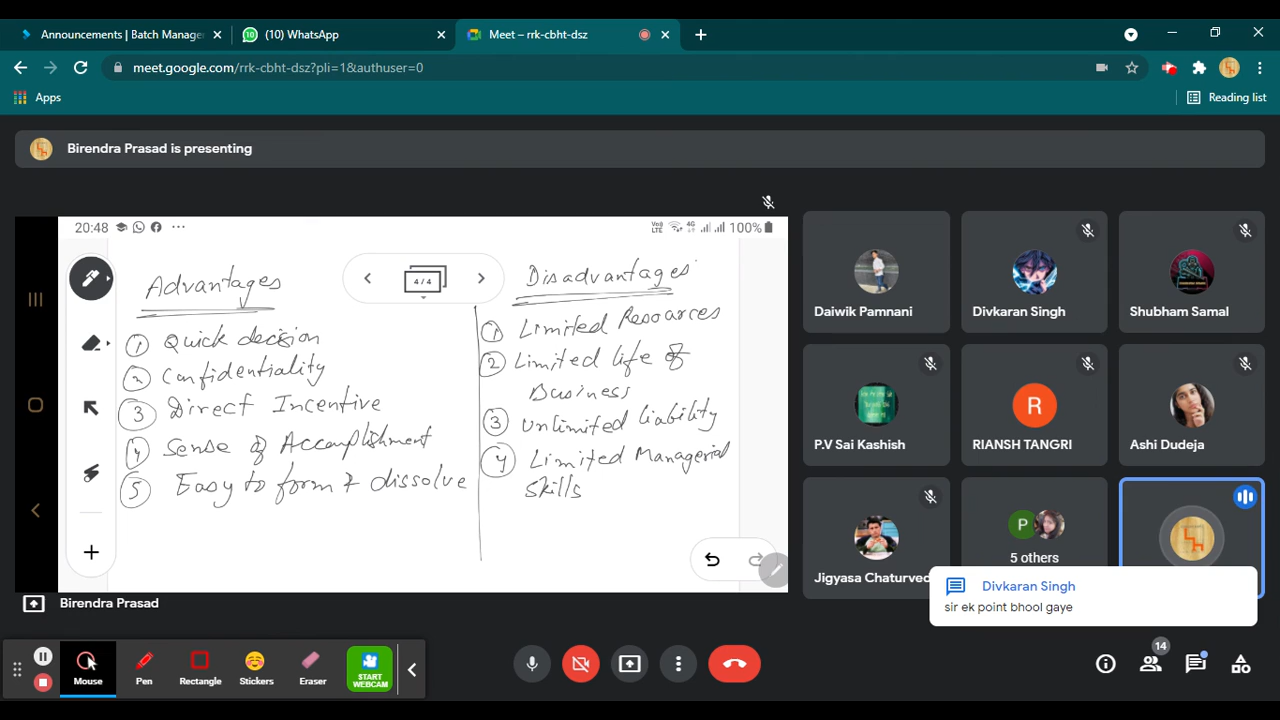 Announcements | Batch Manage
(10) WhatsApp
Meet – rrk-cbht-dsz
meet.google.com/rrk-cbht-dsz?pli=1&authuser=0
Apps
Reading list
Birendra Prasad is presenting
20:48
VoD LTE 4G 100%
Advantages
① Quick decision
② Confidentiality
③ Direct Incentive
④ Sense of Accomplishment
⑤ Easy to form & dissolve
4/4
Disadvantages
① Limited Resources
② Limited life of
Business
③ Unlimited liability
④ Limited Managerial
Skills
Daiwik Pamnani
Divkaran Singh
Shubham Samal
P.V Sai Kashish
R
RIANSH TANGRI
Ashi Dudeja
Jigyasa Chaturved
P
5 others
Divkaran Singh
sir ek point bhool gaye
Birendra Prasad
Mouse
Pen
Rectangle
Stickers
Eraser
START
WEBCAM
14